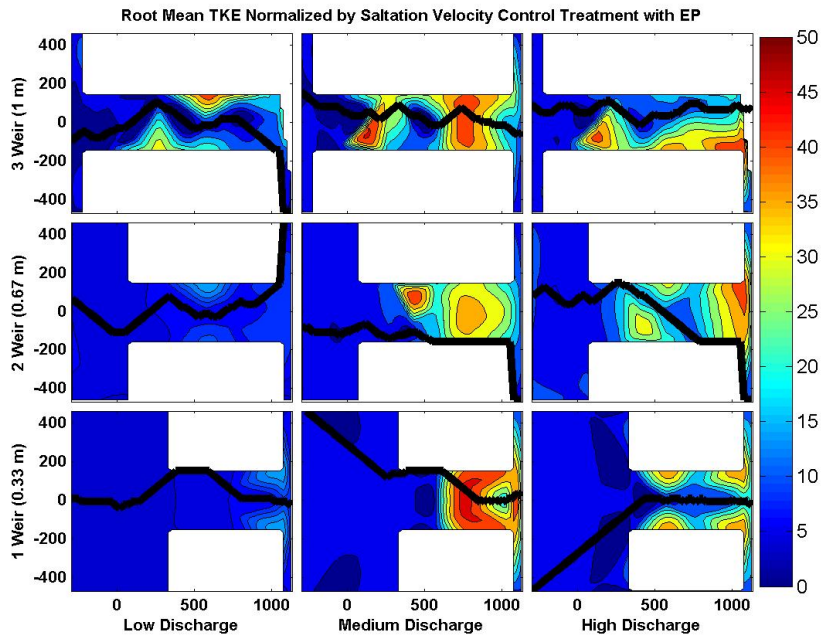 Root Mean TKE Normalized by Saltation Velocity Control Treatment with EP
400
200
0
-200
-400
3 Weir (1 m)
400
200
0
-200
-400
2 Weir (0.67 m)
400
200
0
-200
-400
1 Weir (0.33 m)
0 500 1000
0 500 1000
0 500 1000
Low Discharge
Medium Discharge
High Discharge
50
45
40
35
30
25
20
15
10
5
0